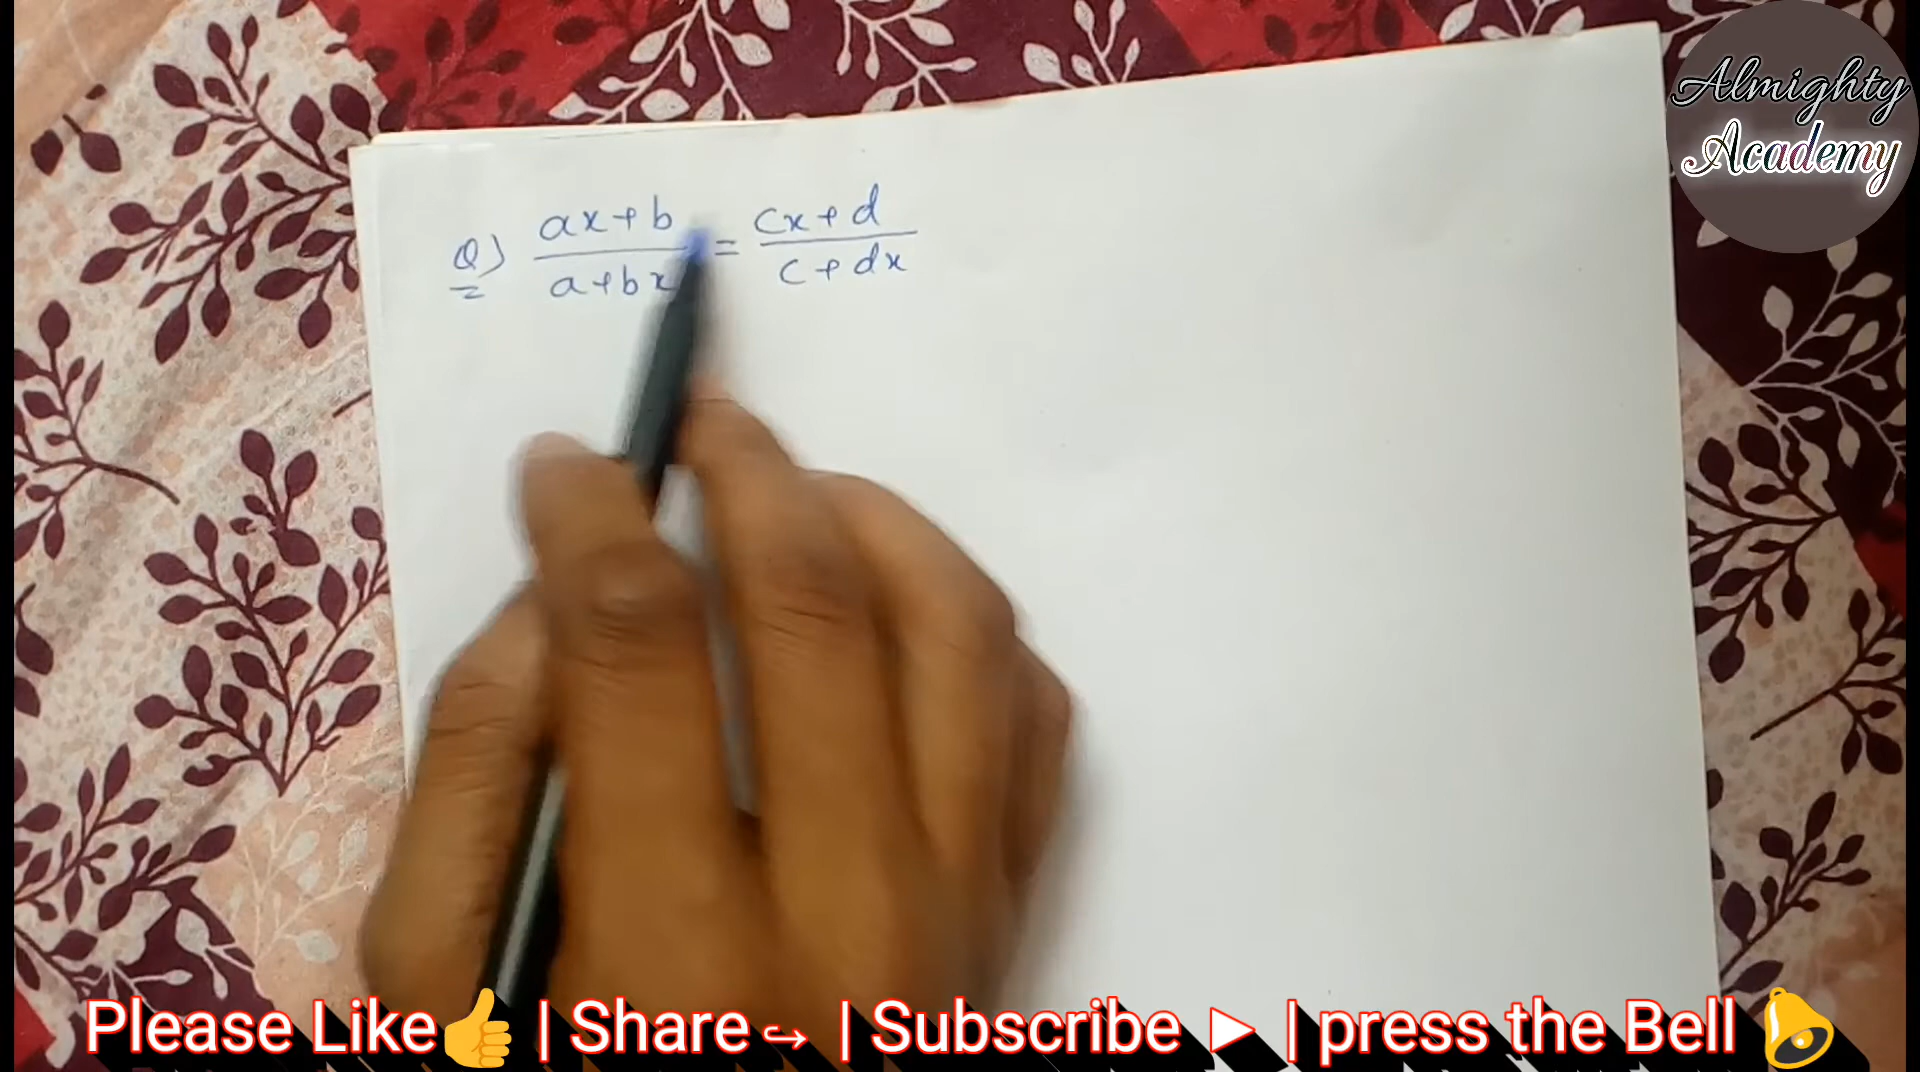 Almighty
Academy
Q) ax+b/a+bx = cx+d/c+dx
Please Like👍 | Share↪ | Subscribe ► | press the Bell 🔔